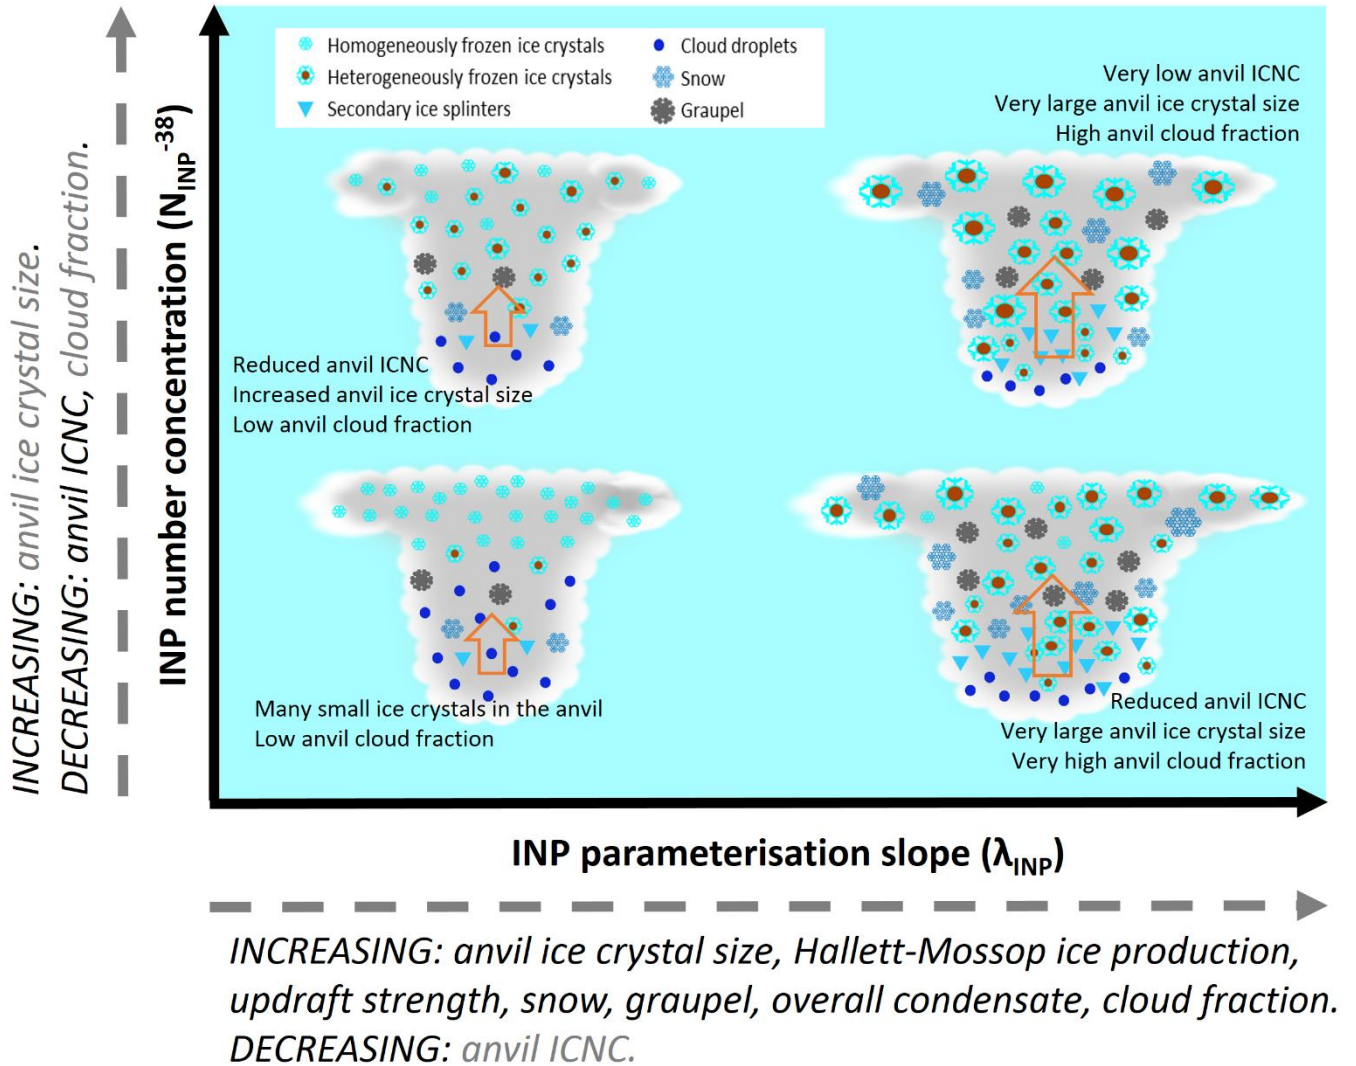 Homogeneously frozen ice crystals
Heterogeneously frozen ice crystals
Secondary ice splinters
Cloud droplets
Snow
Graupel
Very low anvil ICNC
Very large anvil ice crystal size
High anvil cloud fraction
Reduced anvil ICNC
Increased anvil ice crystal size
Low anvil cloud fraction
Many small ice crystals in the anvil
Low anvil cloud fraction
Reduced anvil ICNC
Very large anvil ice crystal size
Very high anvil cloud fraction
INCREASING: anvil ice crystal size.
DECREASING: anvil ICNC, cloud fraction.
INP number concentration (N_INP^-38)
INP parameterisation slope (λ_INP)
INCREASING: anvil ice crystal size, Hallett-Mossop ice production,
updraft strength, snow, graupel, overall condensate, cloud fraction.
DECREASING: anvil ICNC.